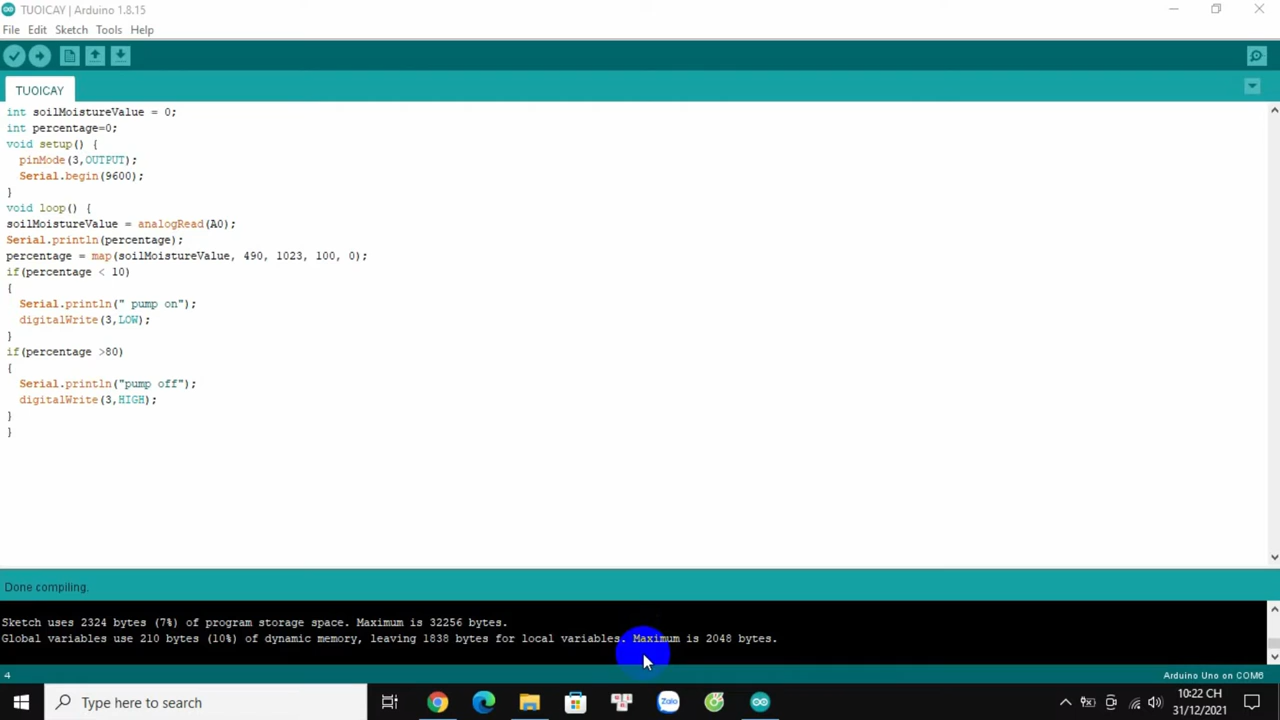 TUOICAY | Arduino 1.8.15
File Edit Sketch Tools Help
TUOICAY
int soilMoistureValue = 0;
int percentage=0;
void setup() {
pinMode(3,OUTPUT);
Serial.begin(9600);
}
void loop() {
soilMoistureValue = analogRead(A0);
Serial.println(percentage);
percentage = map(soilMoistureValue, 490, 1023, 100, 0);
if(percentage < 10)
{
Serial.println(" pump on");
digitalWrite(3,LOW);
}
if(percentage >80)
{
Serial.println("pump off");
digitalWrite(3,HIGH);
}
}
Done compiling.
Sketch uses 2324 bytes (7%) of program storage space. Maximum is 32256 bytes.
Global variables use 210 bytes (10%) of dynamic memory, leaving 1838 bytes for local variables. Maximum is 2048 bytes.
4 Arduino Uno on COM6
Type here to search
Zalo
10:22 CH
31/12/2021